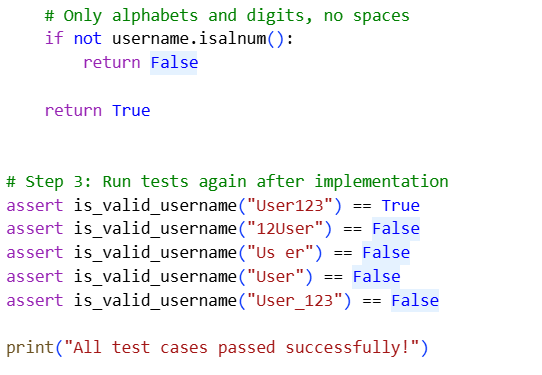 # Only alphabets and digits, no spaces
if not username.isalnum():
return False
return True
# Step 3: Run tests again after implementation
assert is_valid_username("User123") == True
assert is_valid_username("12User") == False
assert is_valid_username("Us er") == False
assert is_valid_username("User") == False
assert is_valid_username("User_123") == False
print("All test cases passed successfully!")